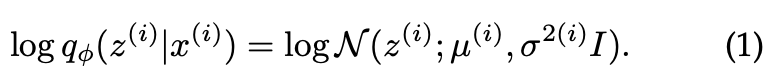 log q_ϕ(z^(i)|x^(i)) = log 𝒩(z^(i); μ^(i), σ^2(i) I). (1)